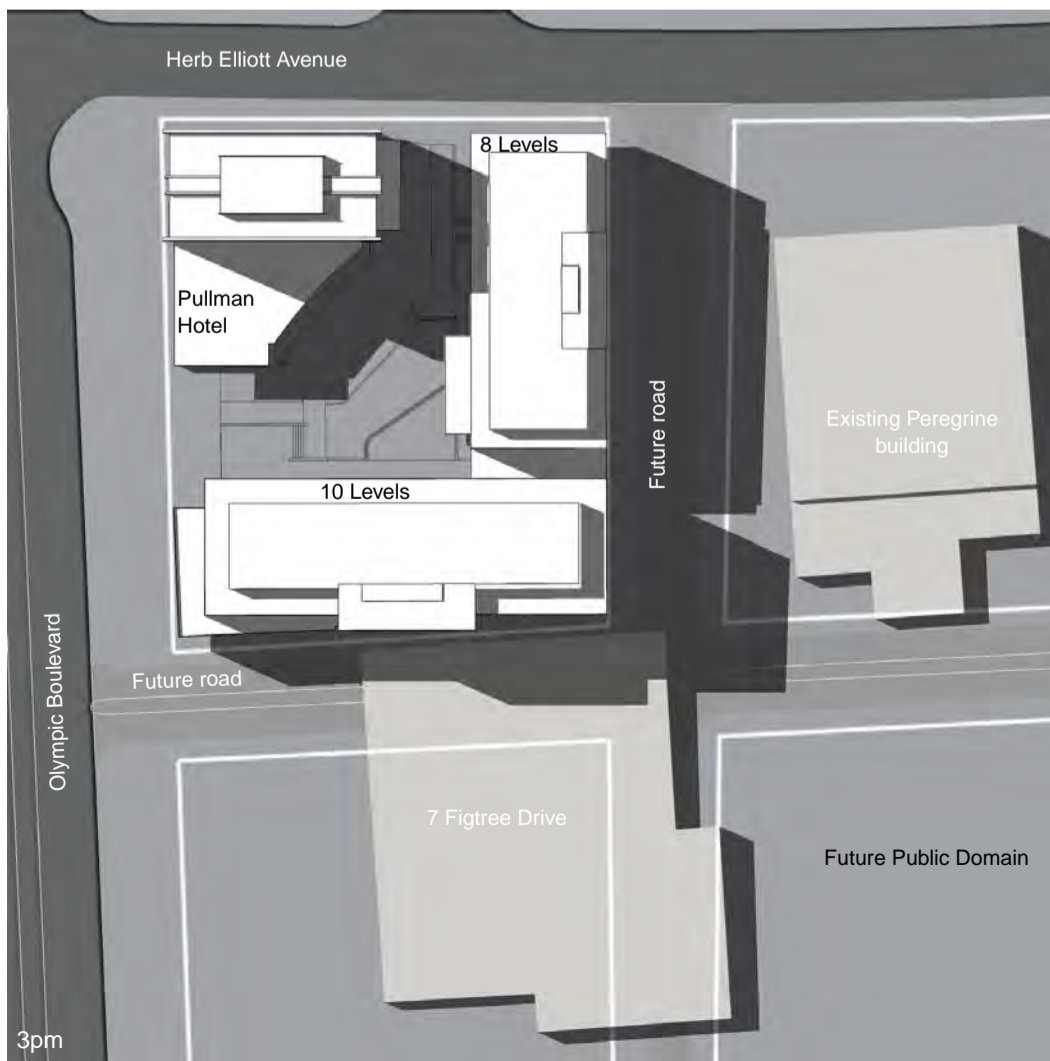 Herb Elliott Avenue
8 Levels
Pullman
Hotel
Future road
Existing Peregrine
building
10 Levels
Olympic Boulevard
Future road
7 Figtree Drive
Future Public Domain
3pm